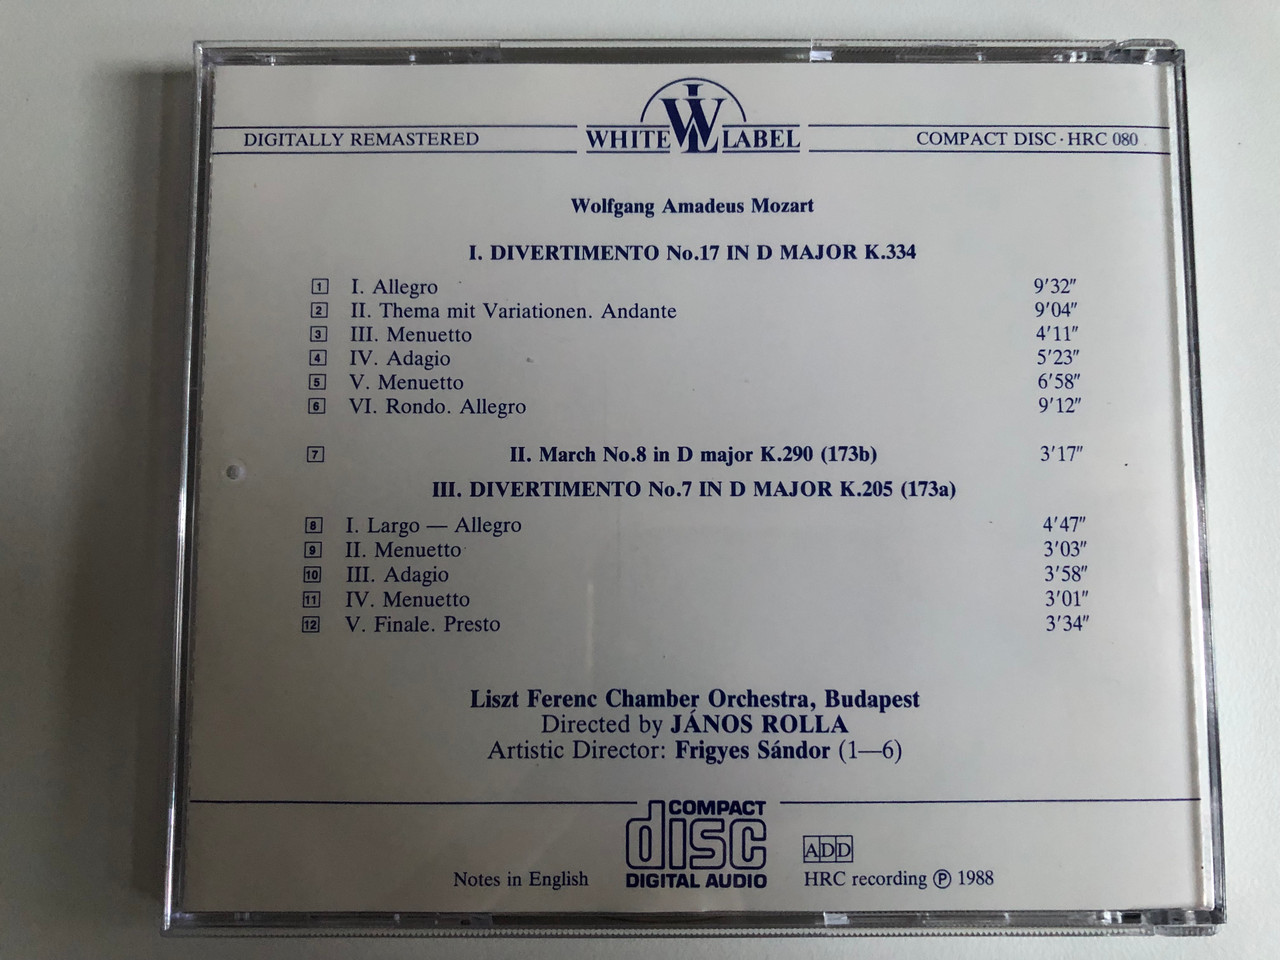 DIGITALLY REMASTERED WHITE WL LABEL COMPACT DISC·HRC 080
Wolfgang Amadeus Mozart
I. DIVERTIMENTO No.17 IN D MAJOR K.334
1 I. Allegro 9′32″
2 II. Thema mit Variationen. Andante 9′04″
3 III. Menuetto 4′11″
4 IV. Adagio 5′23″
5 V. Menuetto 6′58″
6 VI. Rondo. Allegro 9′12″
7 II. March No.8 in D major K.290 (173b) 3′17″
III. DIVERTIMENTO No.7 IN D MAJOR K.205 (173a)
8 I. Largo — Allegro 4′47″
9 II. Menuetto 3′03″
10 III. Adagio 3′58″
11 IV. Menuetto 3′01″
12 V. Finale. Presto 3′34″
Liszt Ferenc Chamber Orchestra, Budapest
Directed by JÁNOS ROLLA
Artistic Director: Frigyes Sándor (1—6)
COMPACT
disc
DIGITAL AUDIO
Notes in English
ADD
HRC recording ℗ 1988